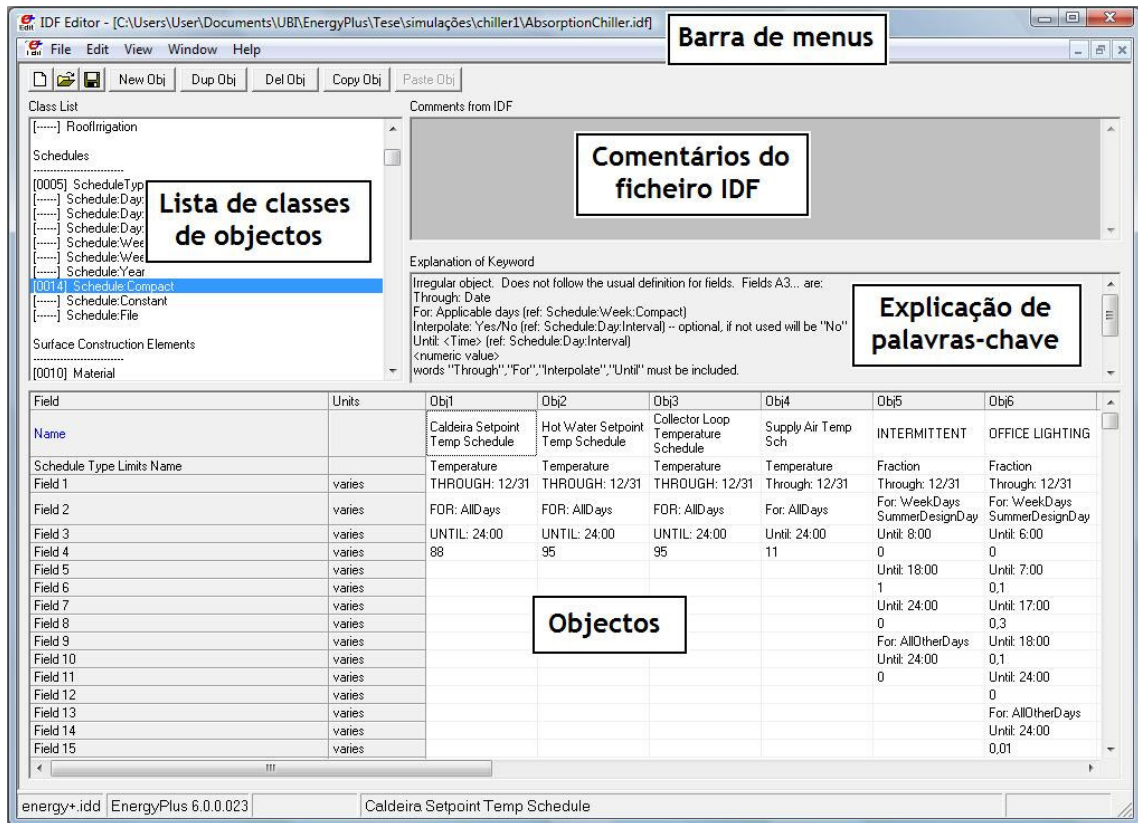 IDF Editor - [C:\Users\User\Documents\UBI\EnergyPlus\Tese\simulações\chiller1\AbsorptionChiller.idf]
File Edit View Window Help
Barra de menus
New Obj Dup Obj Del Obj Copy Obj Paste Obj
Class List
[------] RoofIrrigation
Schedules
[0005] ScheduleTyp
[------] Schedule:Day:
[------] Schedule:Day:
[------] Schedule:Day:
[------] Schedule:Wee
[------] Schedule:Wee
[------] Schedule:Year
[0014] Schedule:Compact
[------] Schedule:Constant
[------] Schedule:File
Surface Construction Elements
[0010] Material
Lista de classes
de objectos
Comments from IDF
Comentários do
ficheiro IDF
Explanation of Keyword
Irregular object. Does not follow the usual definition for fields. Fields A3... are:
Through: Date
For: Applicable days (ref: Schedule:Week:Compact)
Interpolate: Yes/No (ref: Schedule:Day:Interval) -- optional, if not used will be "No"
Until: <Time> (ref: Schedule:Day:Interval)
<numeric value>
words "Through","For","Interpolate","Until" must be included.
Explicação de
palavras-chave
Field Units Obj1 Obj2 Obj3 Obj4 Obj5 Obj6
Name Caldeira Setpoint Temp Schedule Hot Water Setpoint Temp Schedule Collector Loop Temperature Schedule Supply Air Temp Sch INTERMITTENT OFFICE LIGHTING
Schedule Type Limits Name Temperature Temperature Temperature Temperature Fraction Fraction
Field 1 varies THROUGH: 12/31 THROUGH: 12/31 THROUGH: 12/31 Through: 12/31 Through: 12/31 Through: 12/31
Field 2 varies FOR: AllDays FOR: AllDays FOR: AllDays For: AllDays For: WeekDays SummerDesignDay For: WeekDays SummerDesignDay
Field 3 varies UNTIL: 24:00 UNTIL: 24:00 UNTIL: 24:00 Until: 24:00 Until: 8:00 Until: 6:00
Field 4 varies 88 95 95 11 0 0
Field 5 varies Until: 18:00 Until: 7:00
Field 6 varies 1 0,1
Field 7 varies Until: 24:00 Until: 17:00
Field 8 varies 0 0,3
Field 9 varies For: AllOtherDays Until: 18:00
Field 10 varies Until: 24:00 0,1
Field 11 varies 0 Until: 24:00
Field 12 varies 0
Field 13 varies For: AllOtherDays
Field 14 varies Until: 24:00
Field 15 varies 0,01
Objectos
energy+.idd EnergyPlus 6.0.0.023 Caldeira Setpoint Temp Schedule